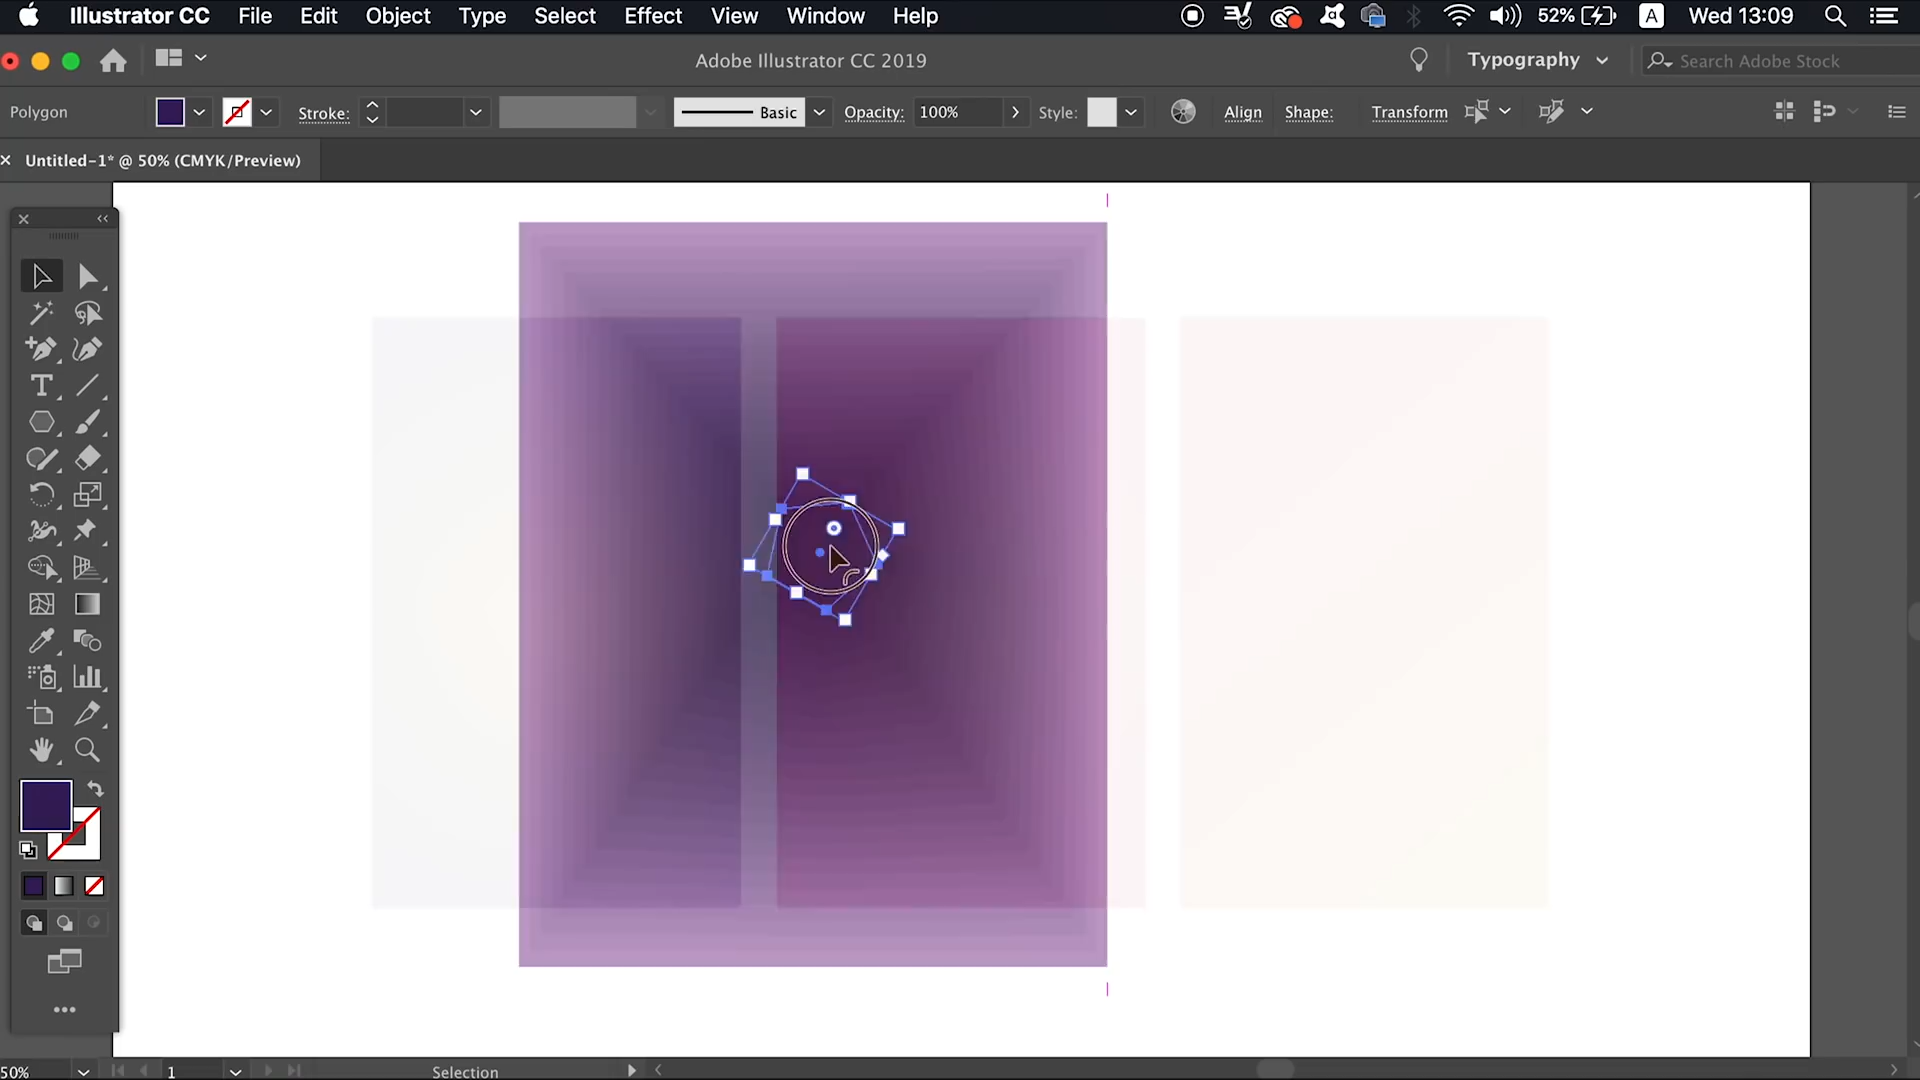 Illustrator CC File Edit Object Type Select Effect View Window Help 52% A Wed 13:09
Adobe Illustrator CC 2019 Typography Search Adobe Stock
Polygon Stroke: Basic Opacity: 100% Style: Align Shape: Transform
Untitled-1* @ 50% (CMYK/Preview)
50% 1 Selection